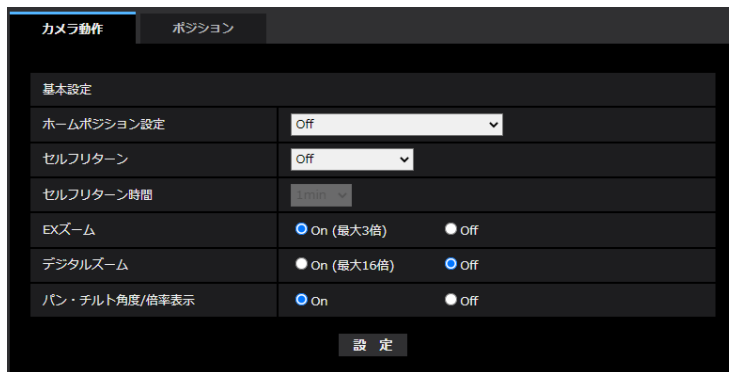 カメラ動作 ポジション
基本設定
ホームポジション設定 Off
セルフリターン Off
セルフリターン時間 1min
EXズーム On (最大3倍) Off
デジタルズーム On (最大16倍) Off
パン・チルト角度/倍率表示 On Off
設 定